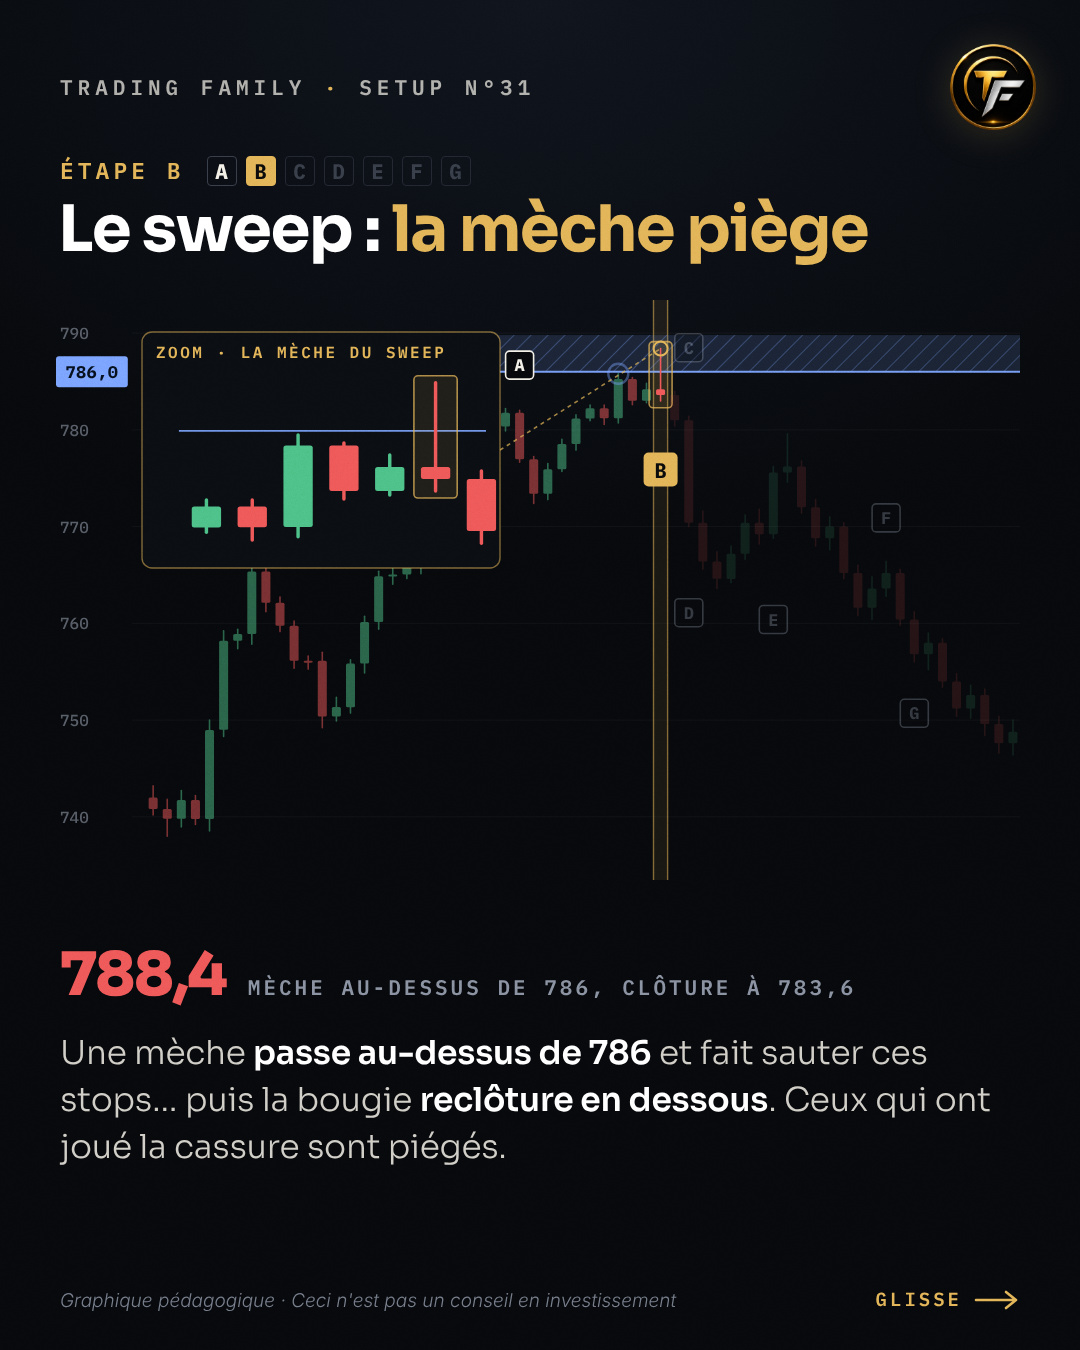 TRADING FAMILY · SETUP N°31
TF
ÉTAPE B A B C D E F G
Le sweep : la mèche piège
790
786,0
780
770
760
750
740
ZOOM · LA MÈCHE DU SWEEP
A
C
B
F
D
E
G
788,4 MÈCHE AU-DESSUS DE 786, CLÔTURE À 783,6
Une mèche passe au-dessus de 786 et fait sauter ces
stops... puis la bougie reclôture en dessous. Ceux qui ont
joué la cassure sont piégés.
Graphique pédagogique · Ceci n'est pas un conseil en investissement
GLISSE →